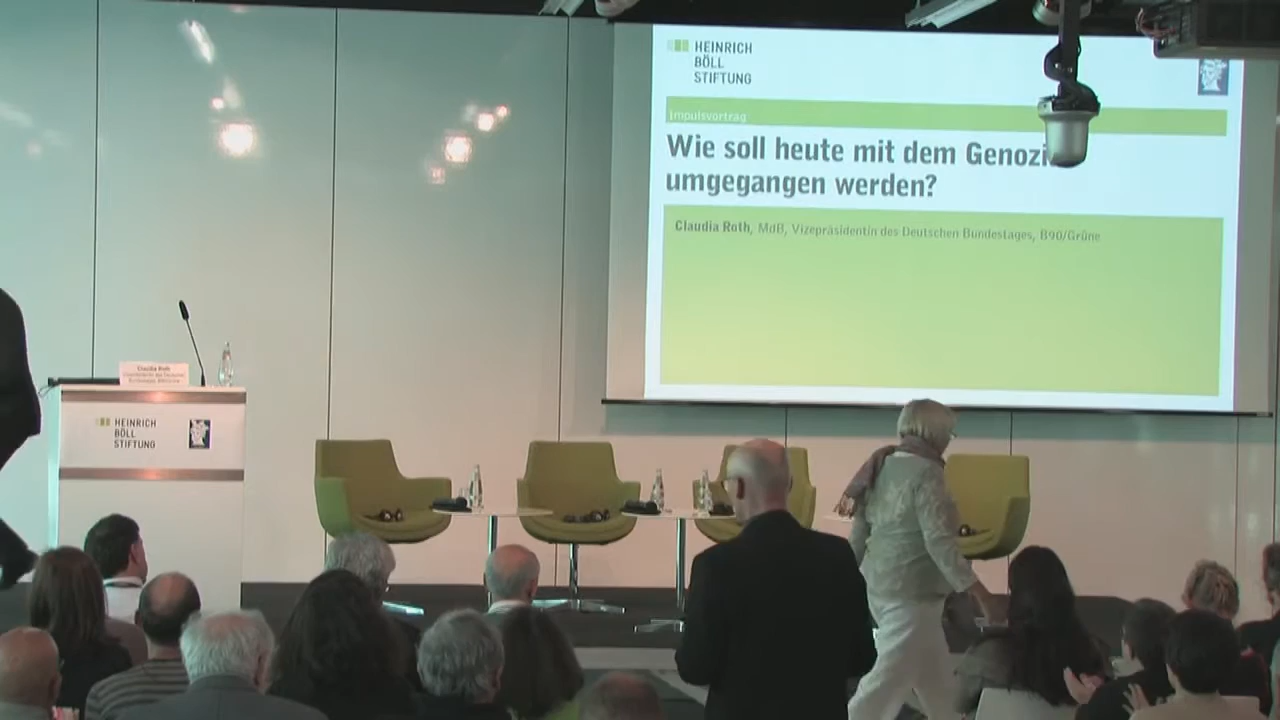 HEINRICH
BÖLL
STIFTUNG
Impulsvortrag
Wie soll heute mit dem Genozi
umgegangen werden?
Claudia Roth, MdB, Vizepräsidentin des Deutschen Bundestages, B90/Grüne
Claudia Roth
HEINRICH
BÖLL
STIFTUNG